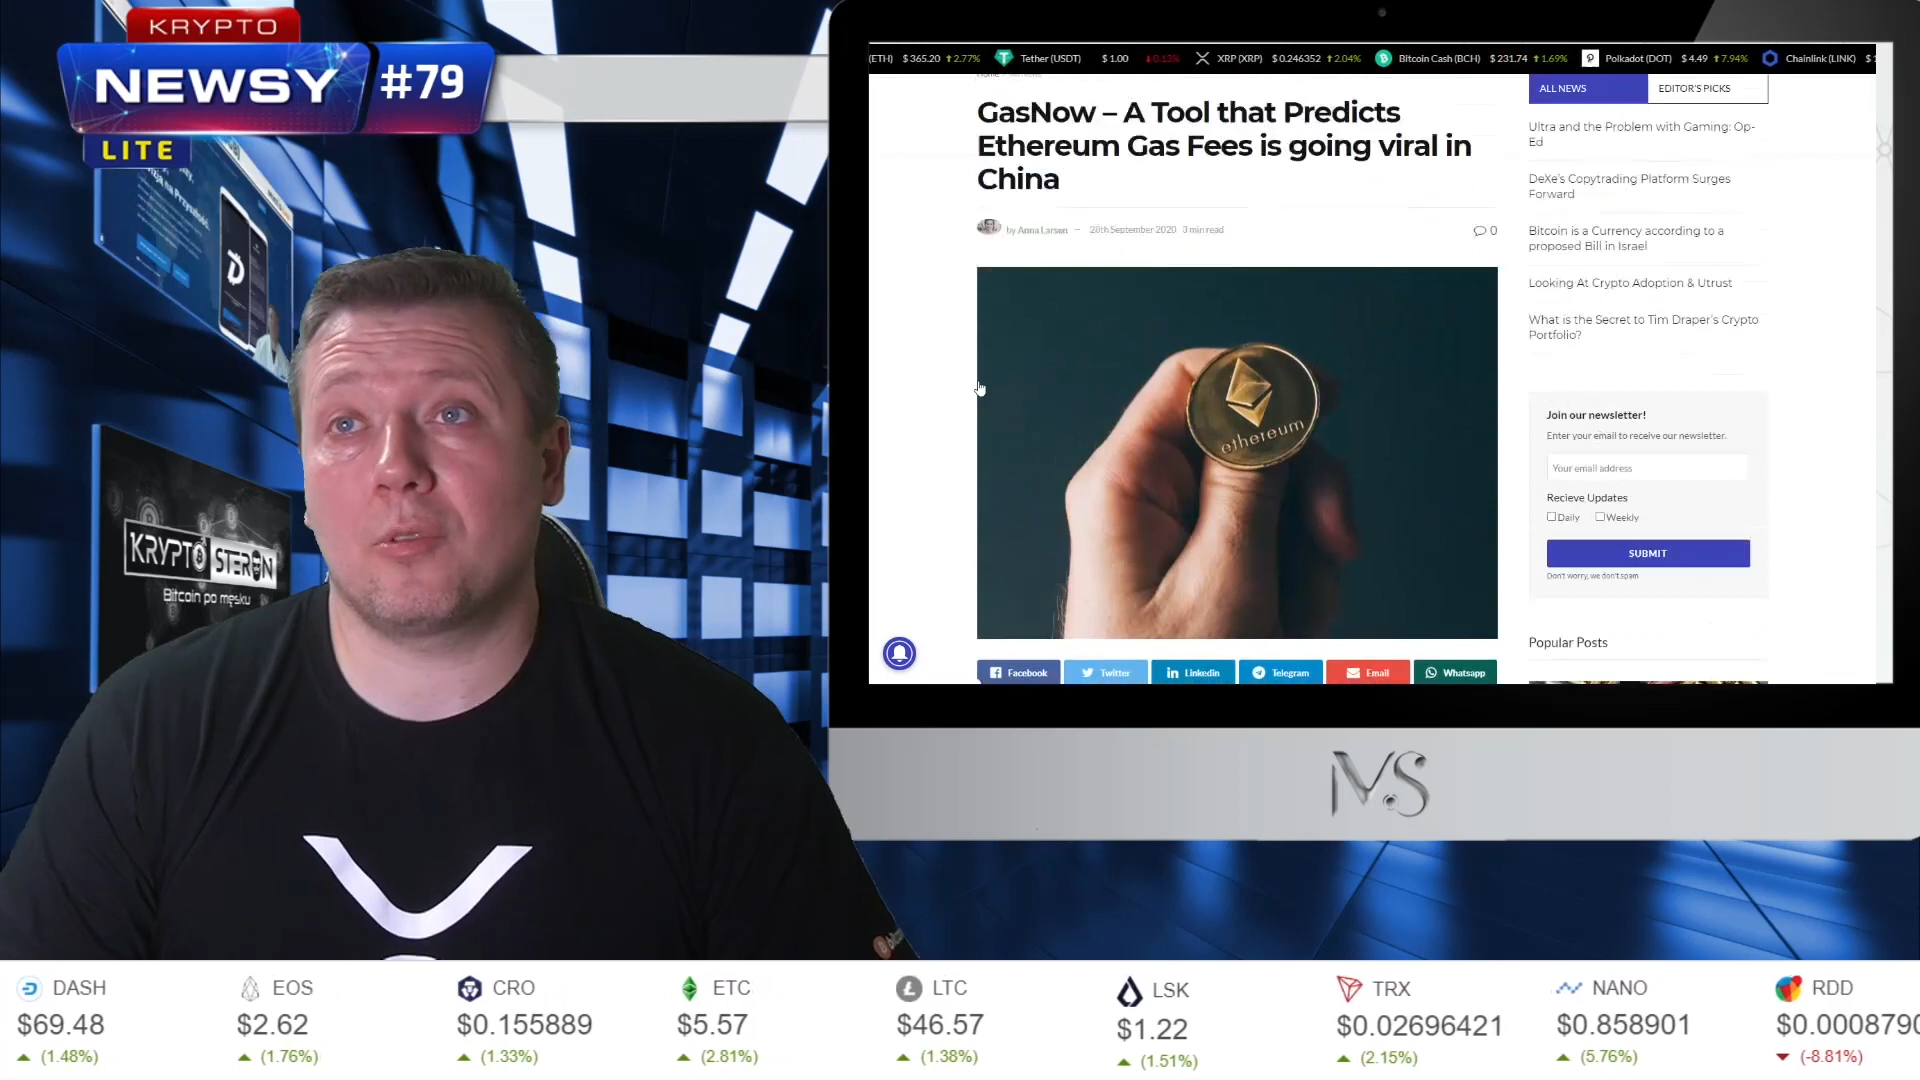 KRYPTO
NEWSY #79
LITE
KRYPTO STERON
Bitcoin po męsku
(ETH) $ 365.20 2.77% Tether (USDT) $ 1.00 0.13% XRP (XRP) $ 0.246352 2.04% Bitcoin Cash (BCH) $ 231.74 1.69% Polkadot (DOT) $ 4.49 7.94% Chainlink (LINK)
GasNow – A Tool that Predicts
Ethereum Gas Fees is going viral in
China
by Anna Larsen – 28th September 2020 3 min read
0
ethereum
Facebook Twitter Linkedin Telegram Email Whatsapp
ALL NEWS EDITOR'S PICKS
Ultra and the Problem with Gaming: Op-
Ed
DeXe's Copytrading Platform Surges
Forward
Bitcoin is a Currency according to a
proposed Bill in Israel
Looking At Crypto Adoption & Utrust
What is the Secret to Tim Draper's Crypto
Portfolio?
Join our newsletter!
Enter your email to receive our newsletter.
Your email address
Recieve Updates
Daily Weekly
SUBMIT
Don't worry, we don't spam
Popular Posts
MS
DASH EOS CRO ETC LTC LSK TRX NANO RDD
$69.48 $2.62 $0.155889 $5.57 $46.57 $1.22 $0.02696421 $0.858901 $0.000879
(1.48%) (1.76%) (1.33%) (2.81%) (1.38%) (1.51%) (2.15%) (5.76%) (-8.81%)